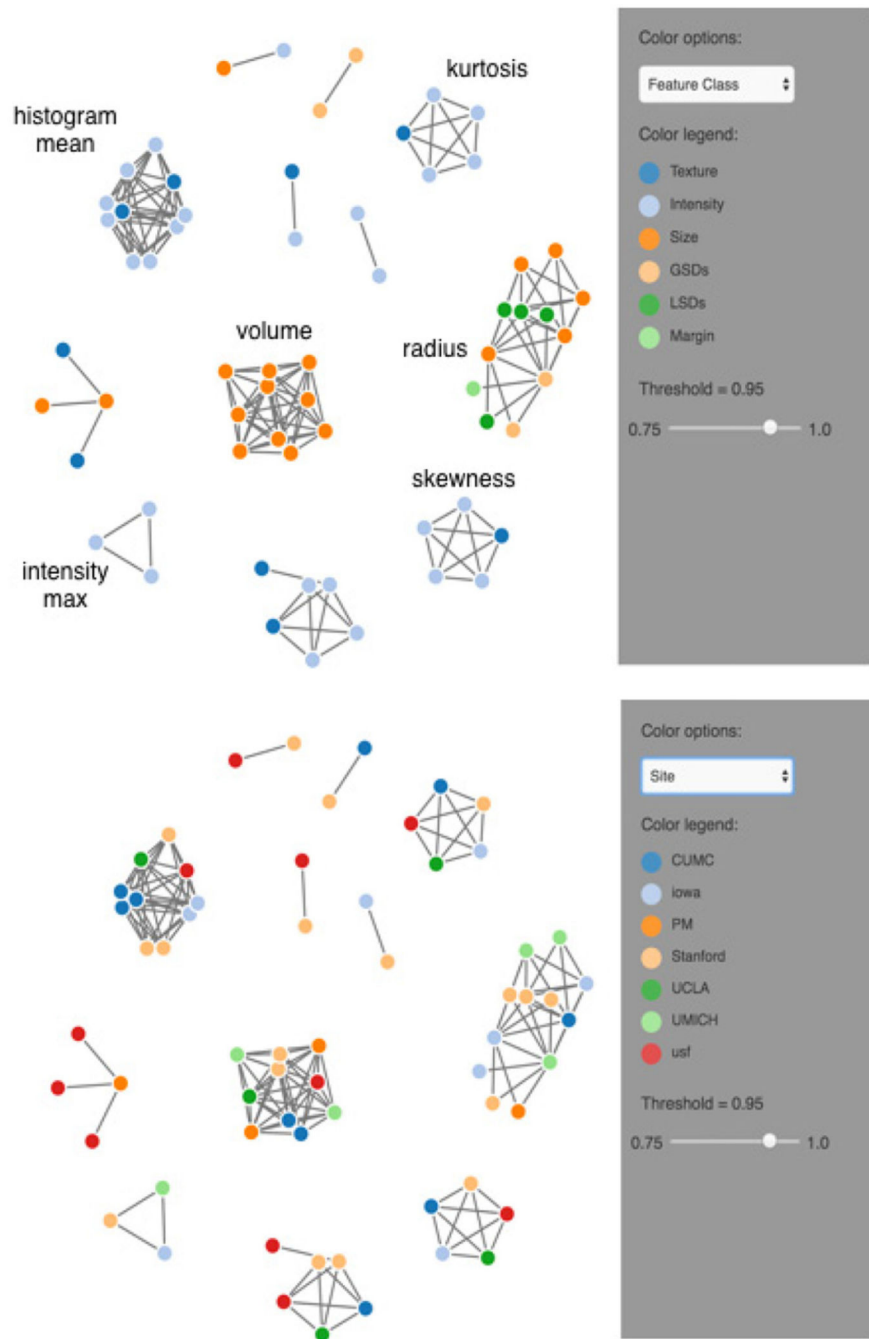 histogram
mean
kurtosis
volume
radius
skewness
intensity
max
Color options:
Feature Class
Color legend:
Texture
Intensity
Size
GSDs
LSDs
Margin
Threshold = 0.95
0.75 1.0
Color options:
Site
Color legend:
CUMC
iowa
PM
Stanford
UCLA
UMICH
usf
Threshold = 0.95
0.75 1.0